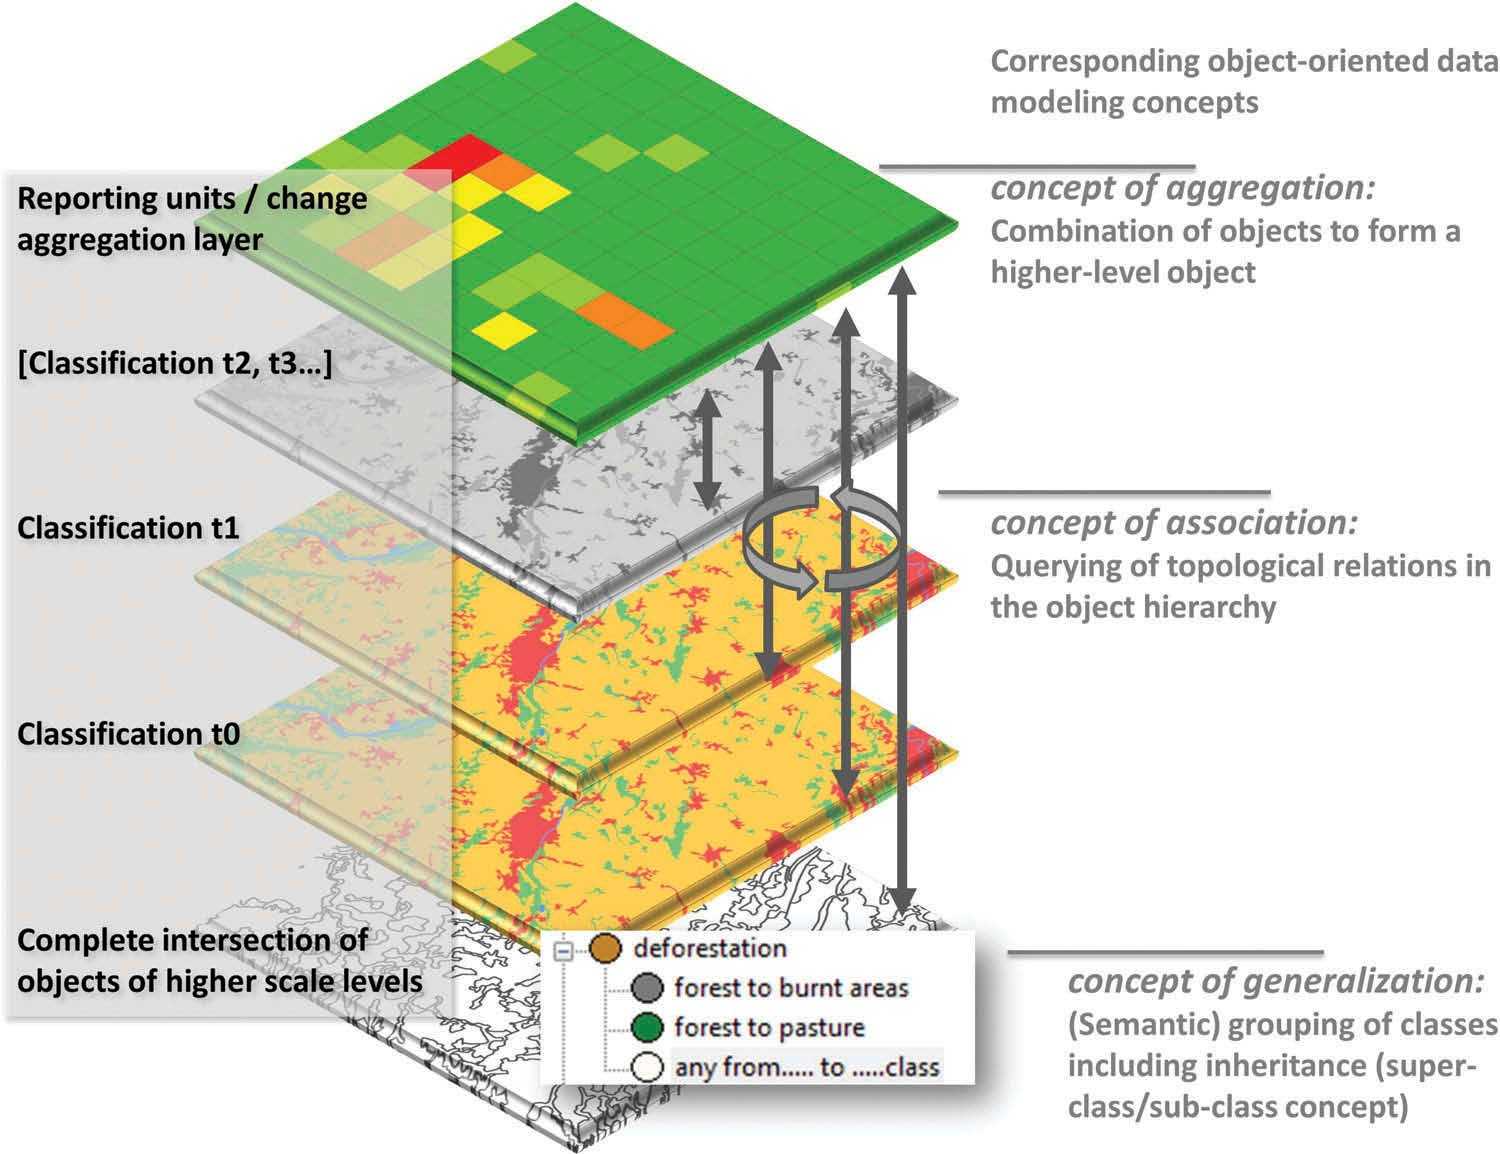 Corresponding object-oriented data
modeling concepts
Reporting units / change
aggregation layer
concept of aggregation:
Combination of objects to form a
higher-level object
[Classification t2, t3...]
Classification t1
concept of association:
Querying of topological relations in
the object hierarchy
Classification t0
Complete intersection of
objects of higher scale levels
deforestation
forest to burnt areas
forest to pasture
any from..... to .....class
concept of generalization:
(Semantic) grouping of classes
including inheritance (super-
class/sub-class concept)